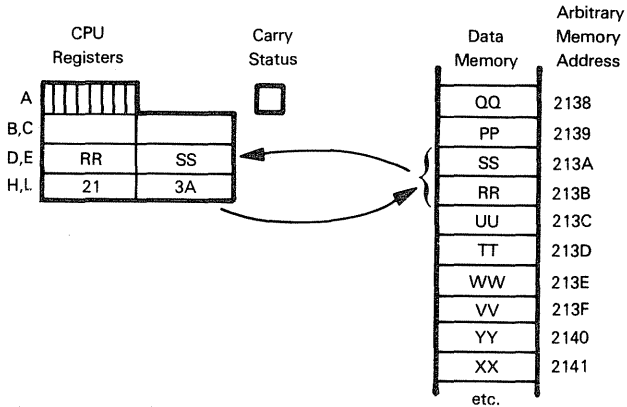 CPU
Registers
Carry
Status
Data
Memory
Arbitrary
Memory
Address
A
B,C
D,E RR SS
H,L 21 3A
QQ 2138
PP 2139
SS 213A
RR 213B
UU 213C
TT 213D
WW 213E
VV 213F
YY 2140
XX 2141
etc.